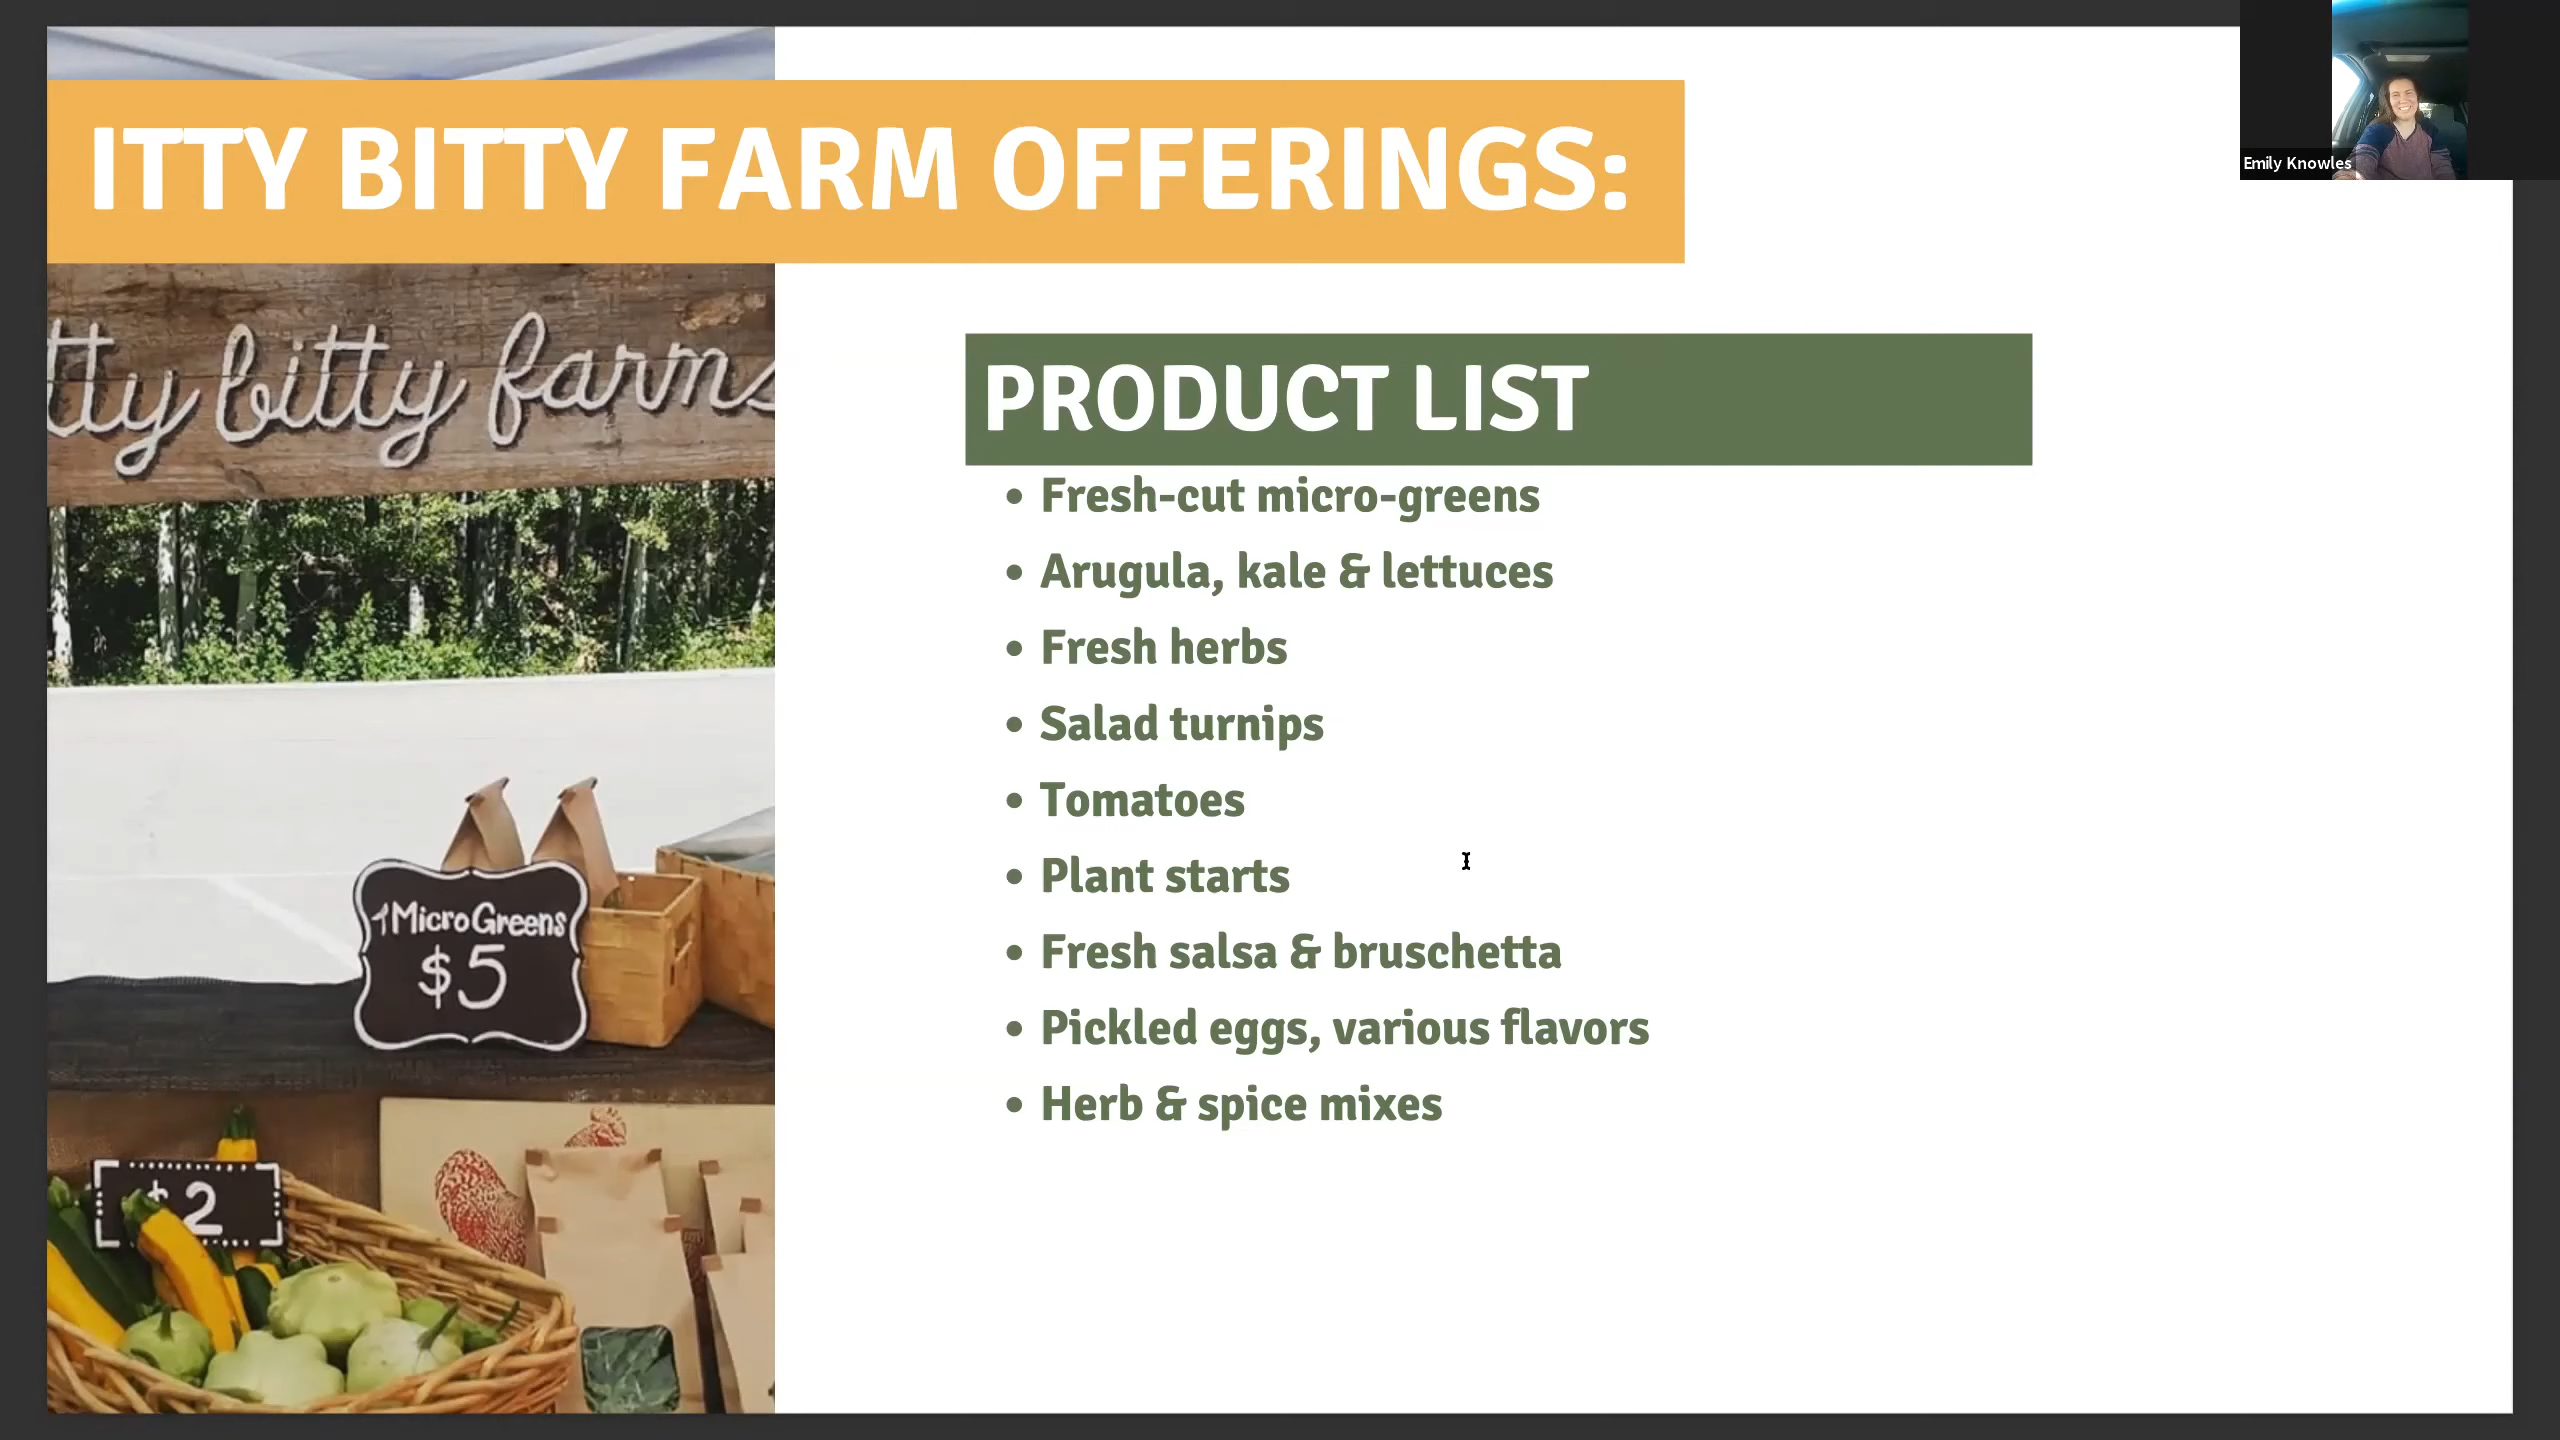 ITTY BITTY FARM OFFERINGS:
Emily Knowles
tty bitty farms
PRODUCT LIST
• Fresh-cut micro-greens
• Arugula, kale & lettuces
• Fresh herbs
• Salad turnips
• Tomatoes
• Plant starts
• Fresh salsa & bruschetta
• Pickled eggs, various flavors
• Herb & spice mixes
MicroGreens
$5
$2